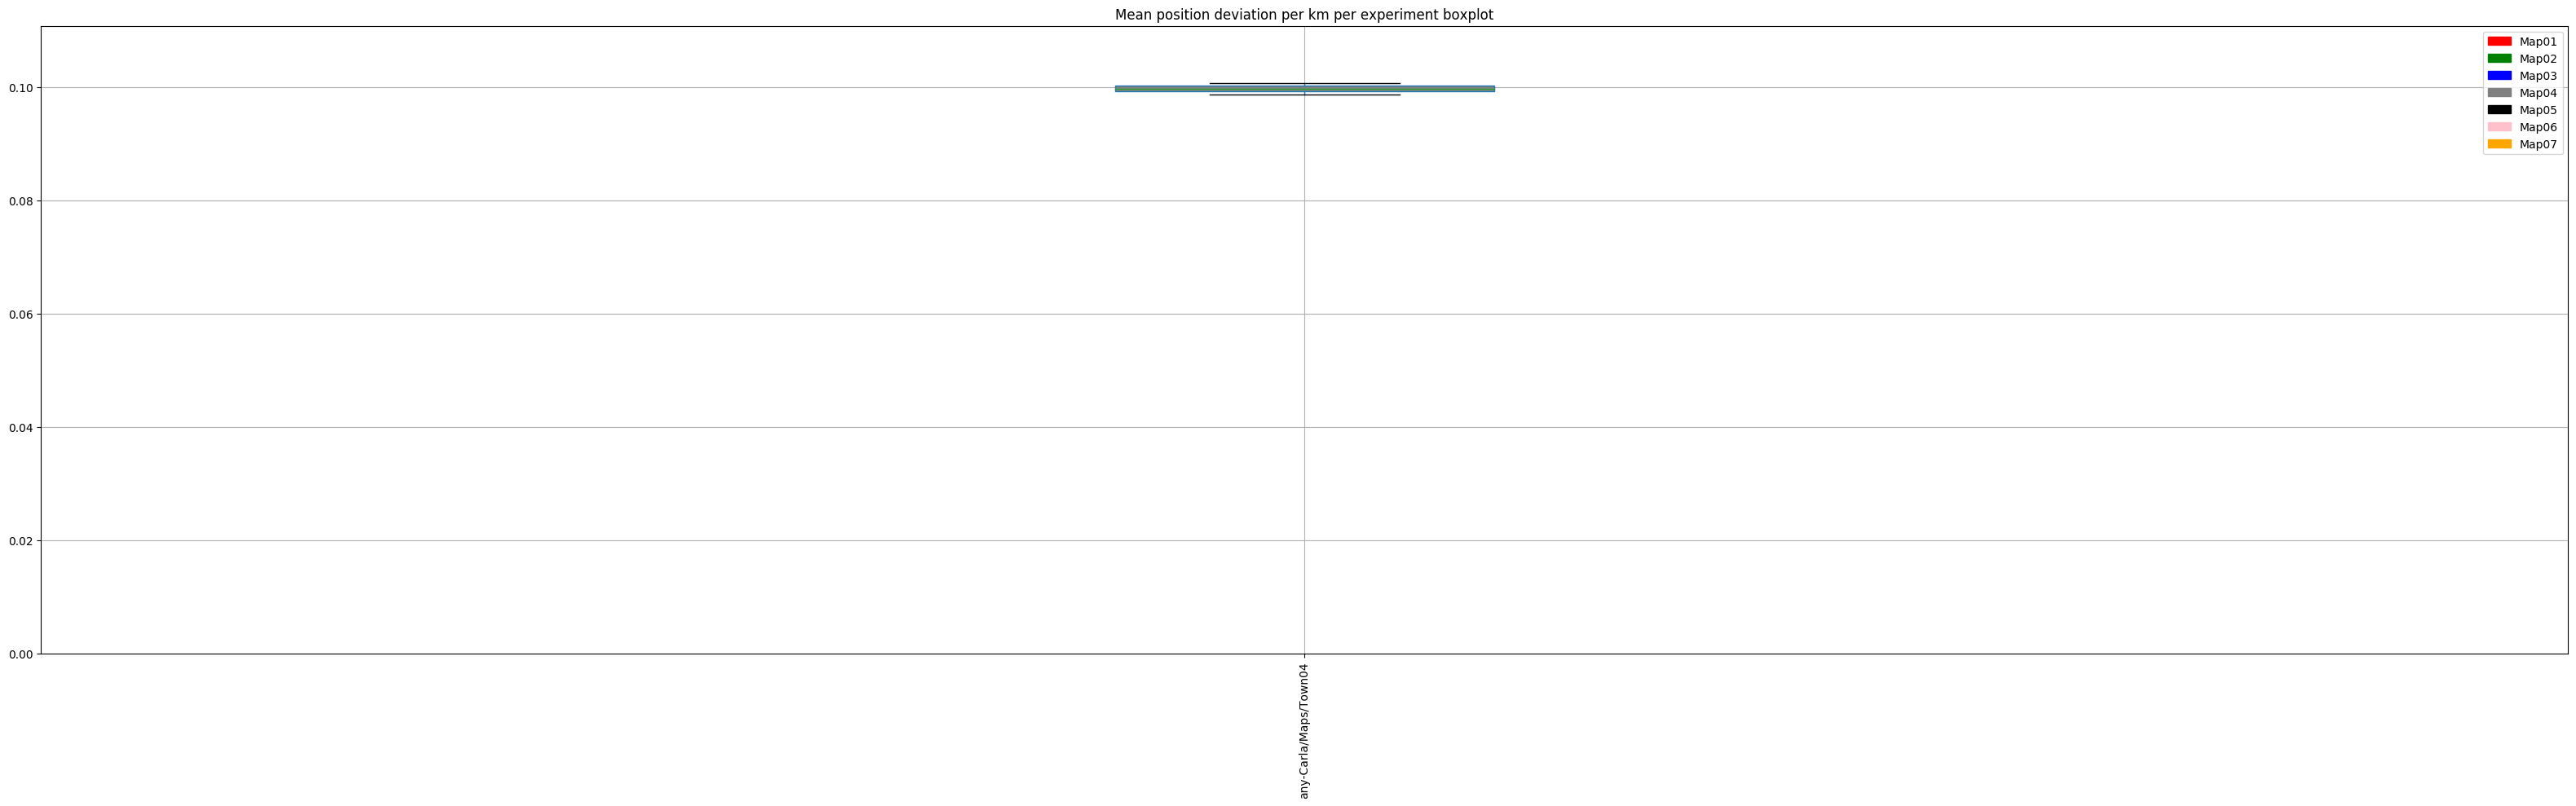 Mean position deviation per km per experiment boxplot
0.10
0.08
0.06
0.04
0.02
0.00
Map01
Map02
Map03
Map04
Map05
Map06
Map07
any-Carla/Maps/Town04